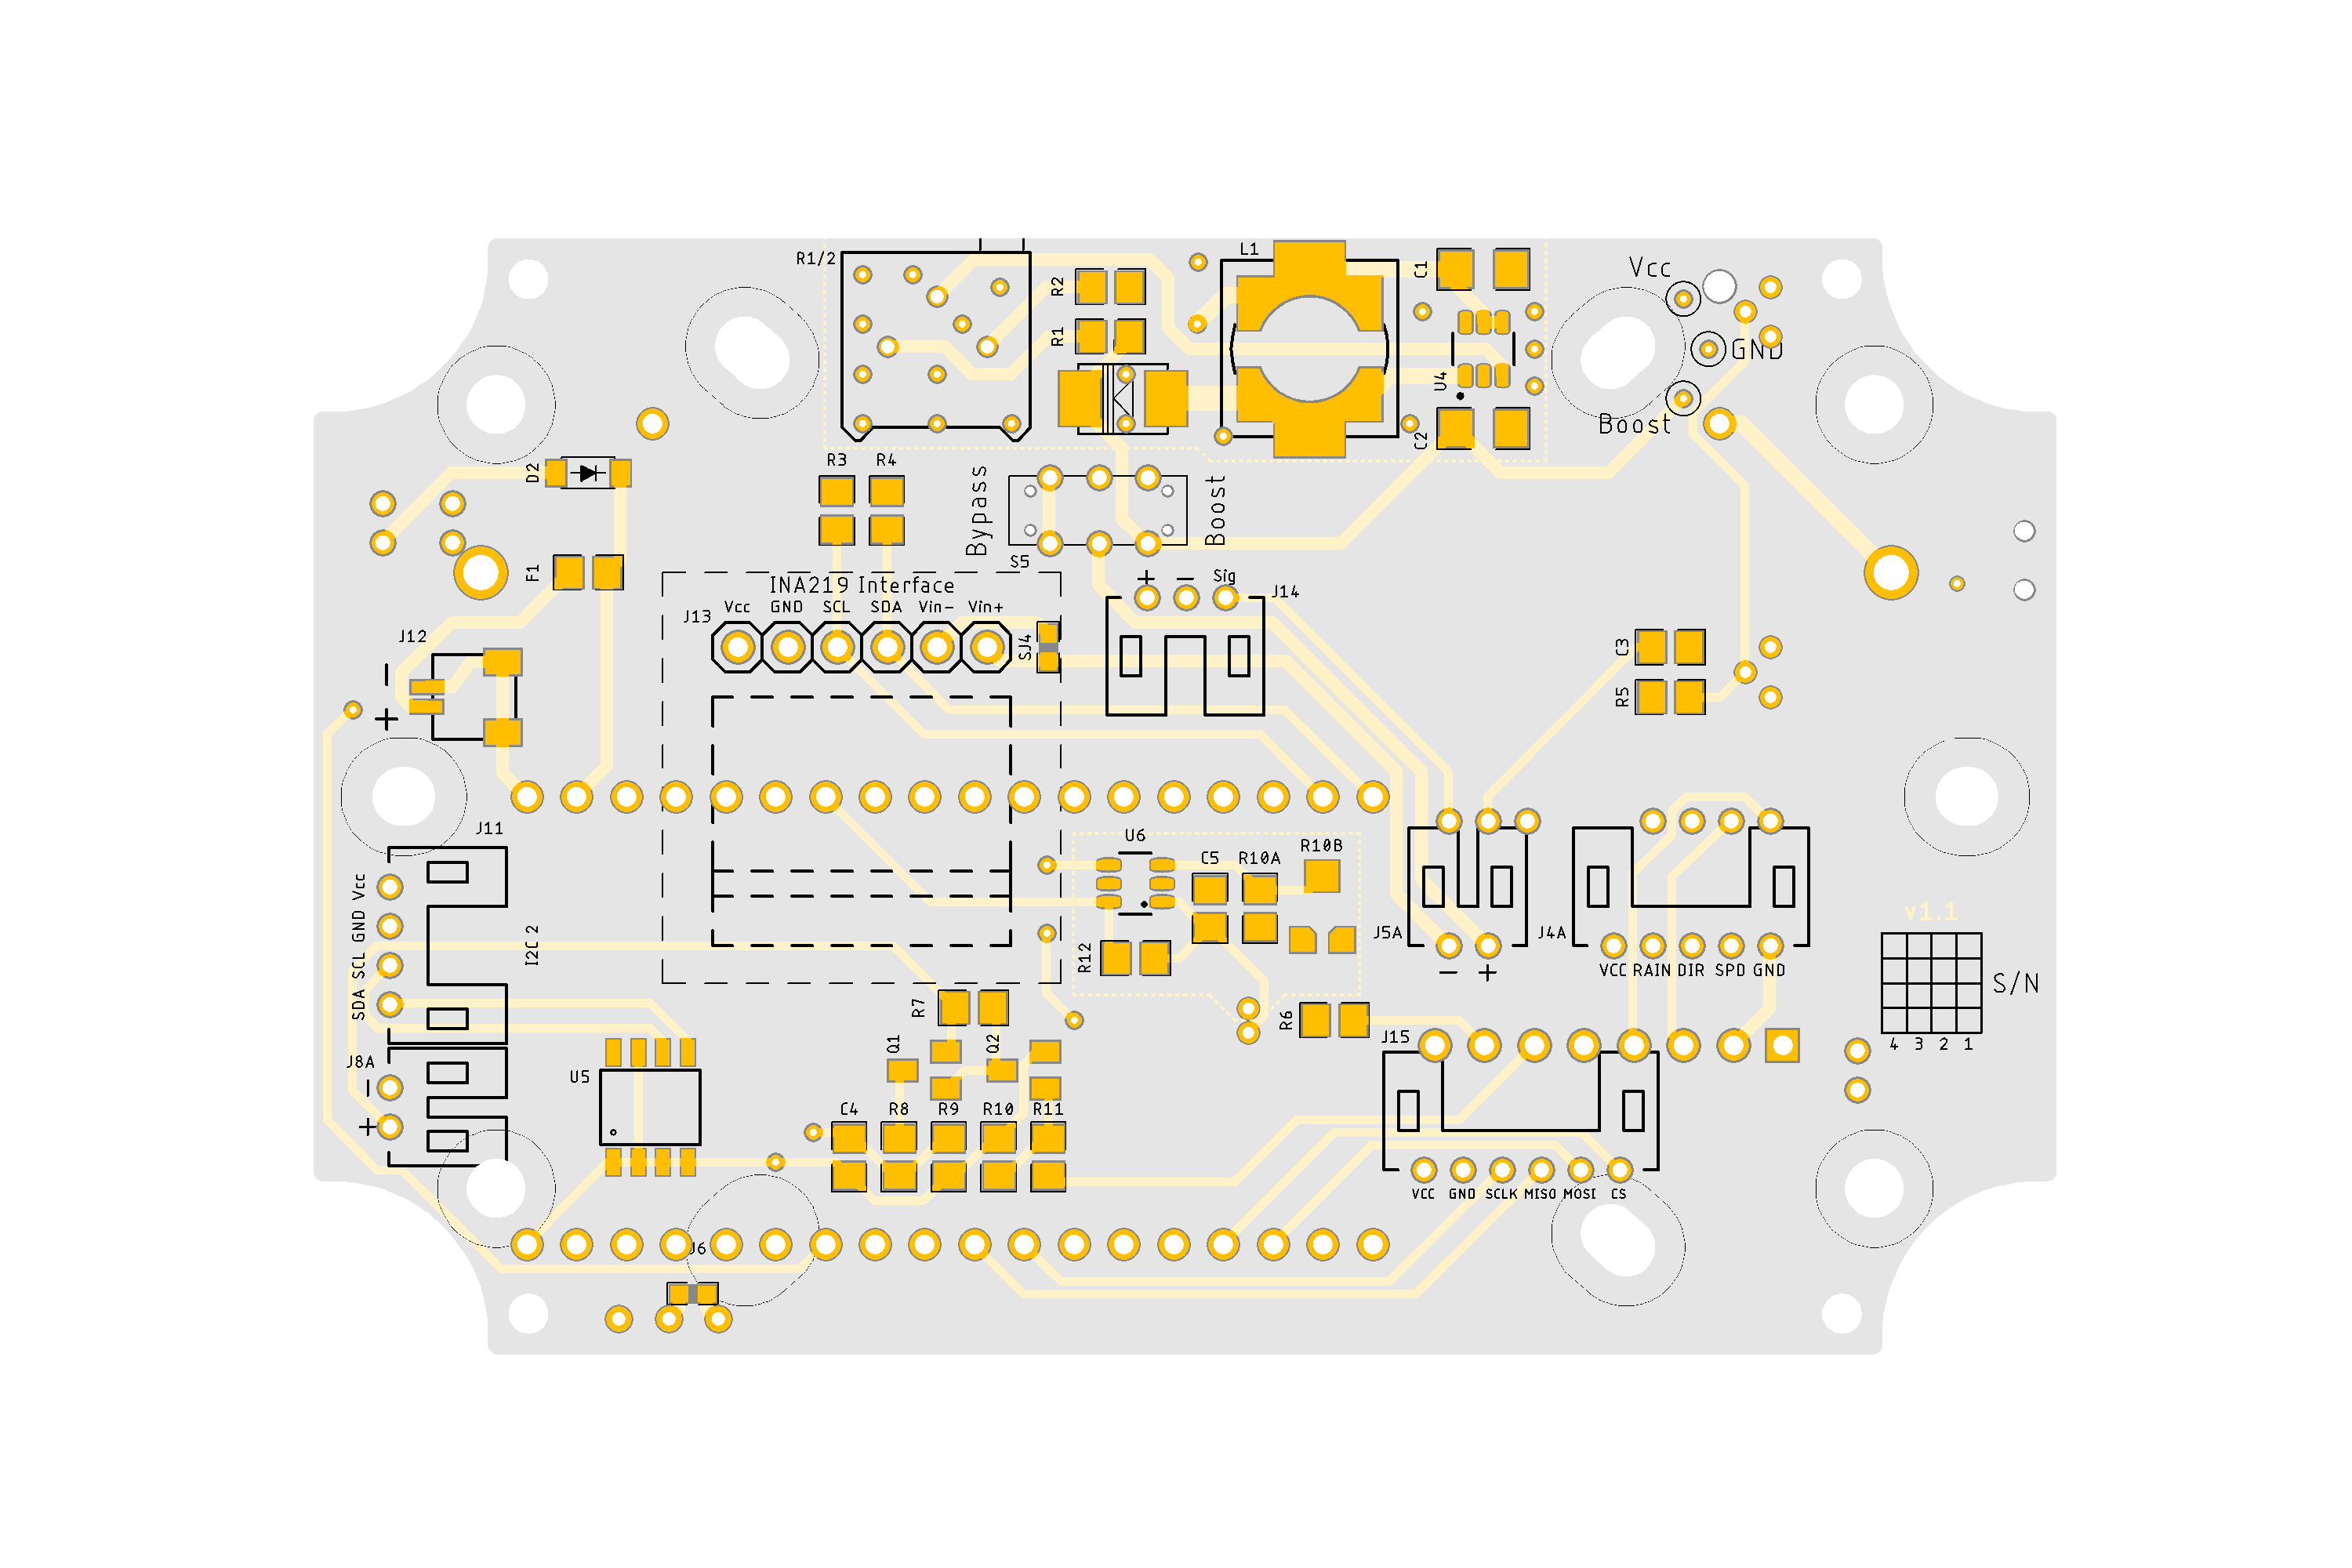 R1/2
R2
R1
L1
C1
U4
C2
Vcc
GND
Boost
D2
F1
R3 R4
Bypass
Boost
S5
INA219 Interface
J13
Vcc GND SCL SDA Vin- Vin+
SJ4
+ - Sig
J14
C3
R5
J12
-
+
J11
Vcc
GND
SCL
SDA
I2C 2
U6
C5 R10A R10B
R12
J5A
- +
J4A
VCC RAIN DIR SPD GND
v1.1
S/N
4 3 2 1
R7
R6
Q1
Q2
J15
J8A
-
+
U5
C4 R8 R9 R10 R11
VCC GND SCLK MISO MOSI CS
J6